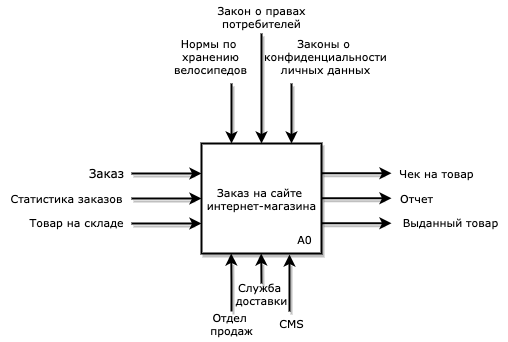 Закон о правах
потребителей
Нормы по
хранению
велосипедов
Законы о
конфиденциальности
личных данных
Заказ
Статистика заказов
Товар на складе
Заказ на сайте
интернет-магазина
A0
Чек на товар
Отчет
Выданный товар
Служба
доставки
Отдел
продаж
CMS